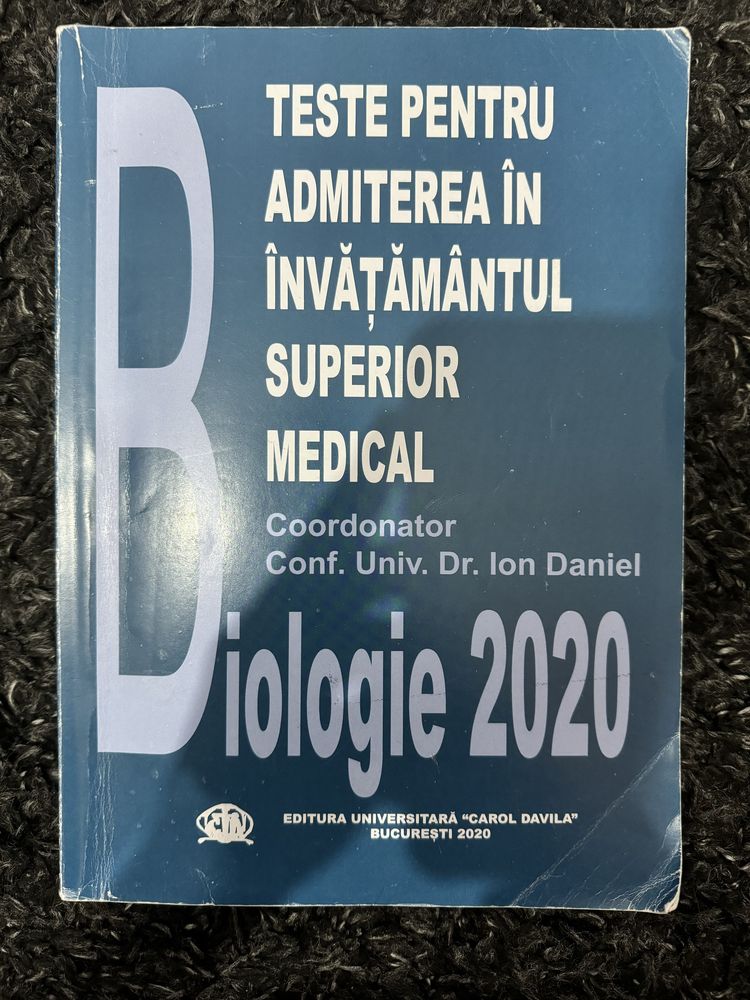 TESTE PENTRU
ADMITEREA ÎN
ÎNVĂȚĂMÂNTUL
SUPERIOR
MEDICAL
Coordonator
Conf. Univ. Dr. Ion Daniel
Biologie 2020
EDITURA UNIVERSITARĂ “CAROL DAVILA”
BUCUREȘTI 2020